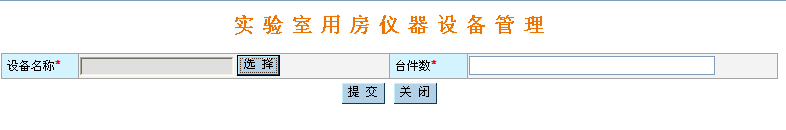 实验室用房仪器设备管理
设备名称* 选 择 台件数*
提 交 关 闭